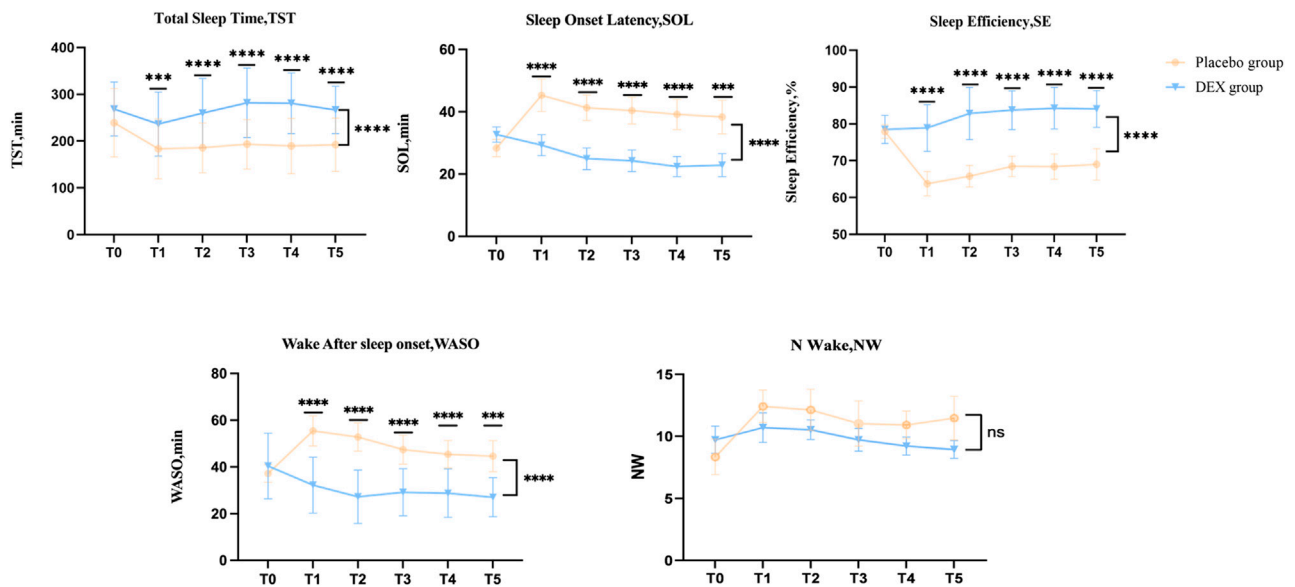 Total Sleep Time,TST
TST,min
400
300
200
100
0
*** **** **** **** ****
****
T0 T1 T2 T3 T4 T5
Sleep Onset Latency,SOL
SOL,min
60
40
20
0
**** **** **** **** ***
****
T0 T1 T2 T3 T4 T5
Sleep Efficiency,SE
Sleep Efficiency,%
100
90
80
70
60
50
**** **** **** **** ****
****
T0 T1 T2 T3 T4 T5
Placebo group
DEX group
Wake After sleep onset,WASO
WASO,min
80
60
40
20
0
**** **** **** **** ***
****
T0 T1 T2 T3 T4 T5
N Wake,NW
NW
15
10
5
0
ns
T0 T1 T2 T3 T4 T5